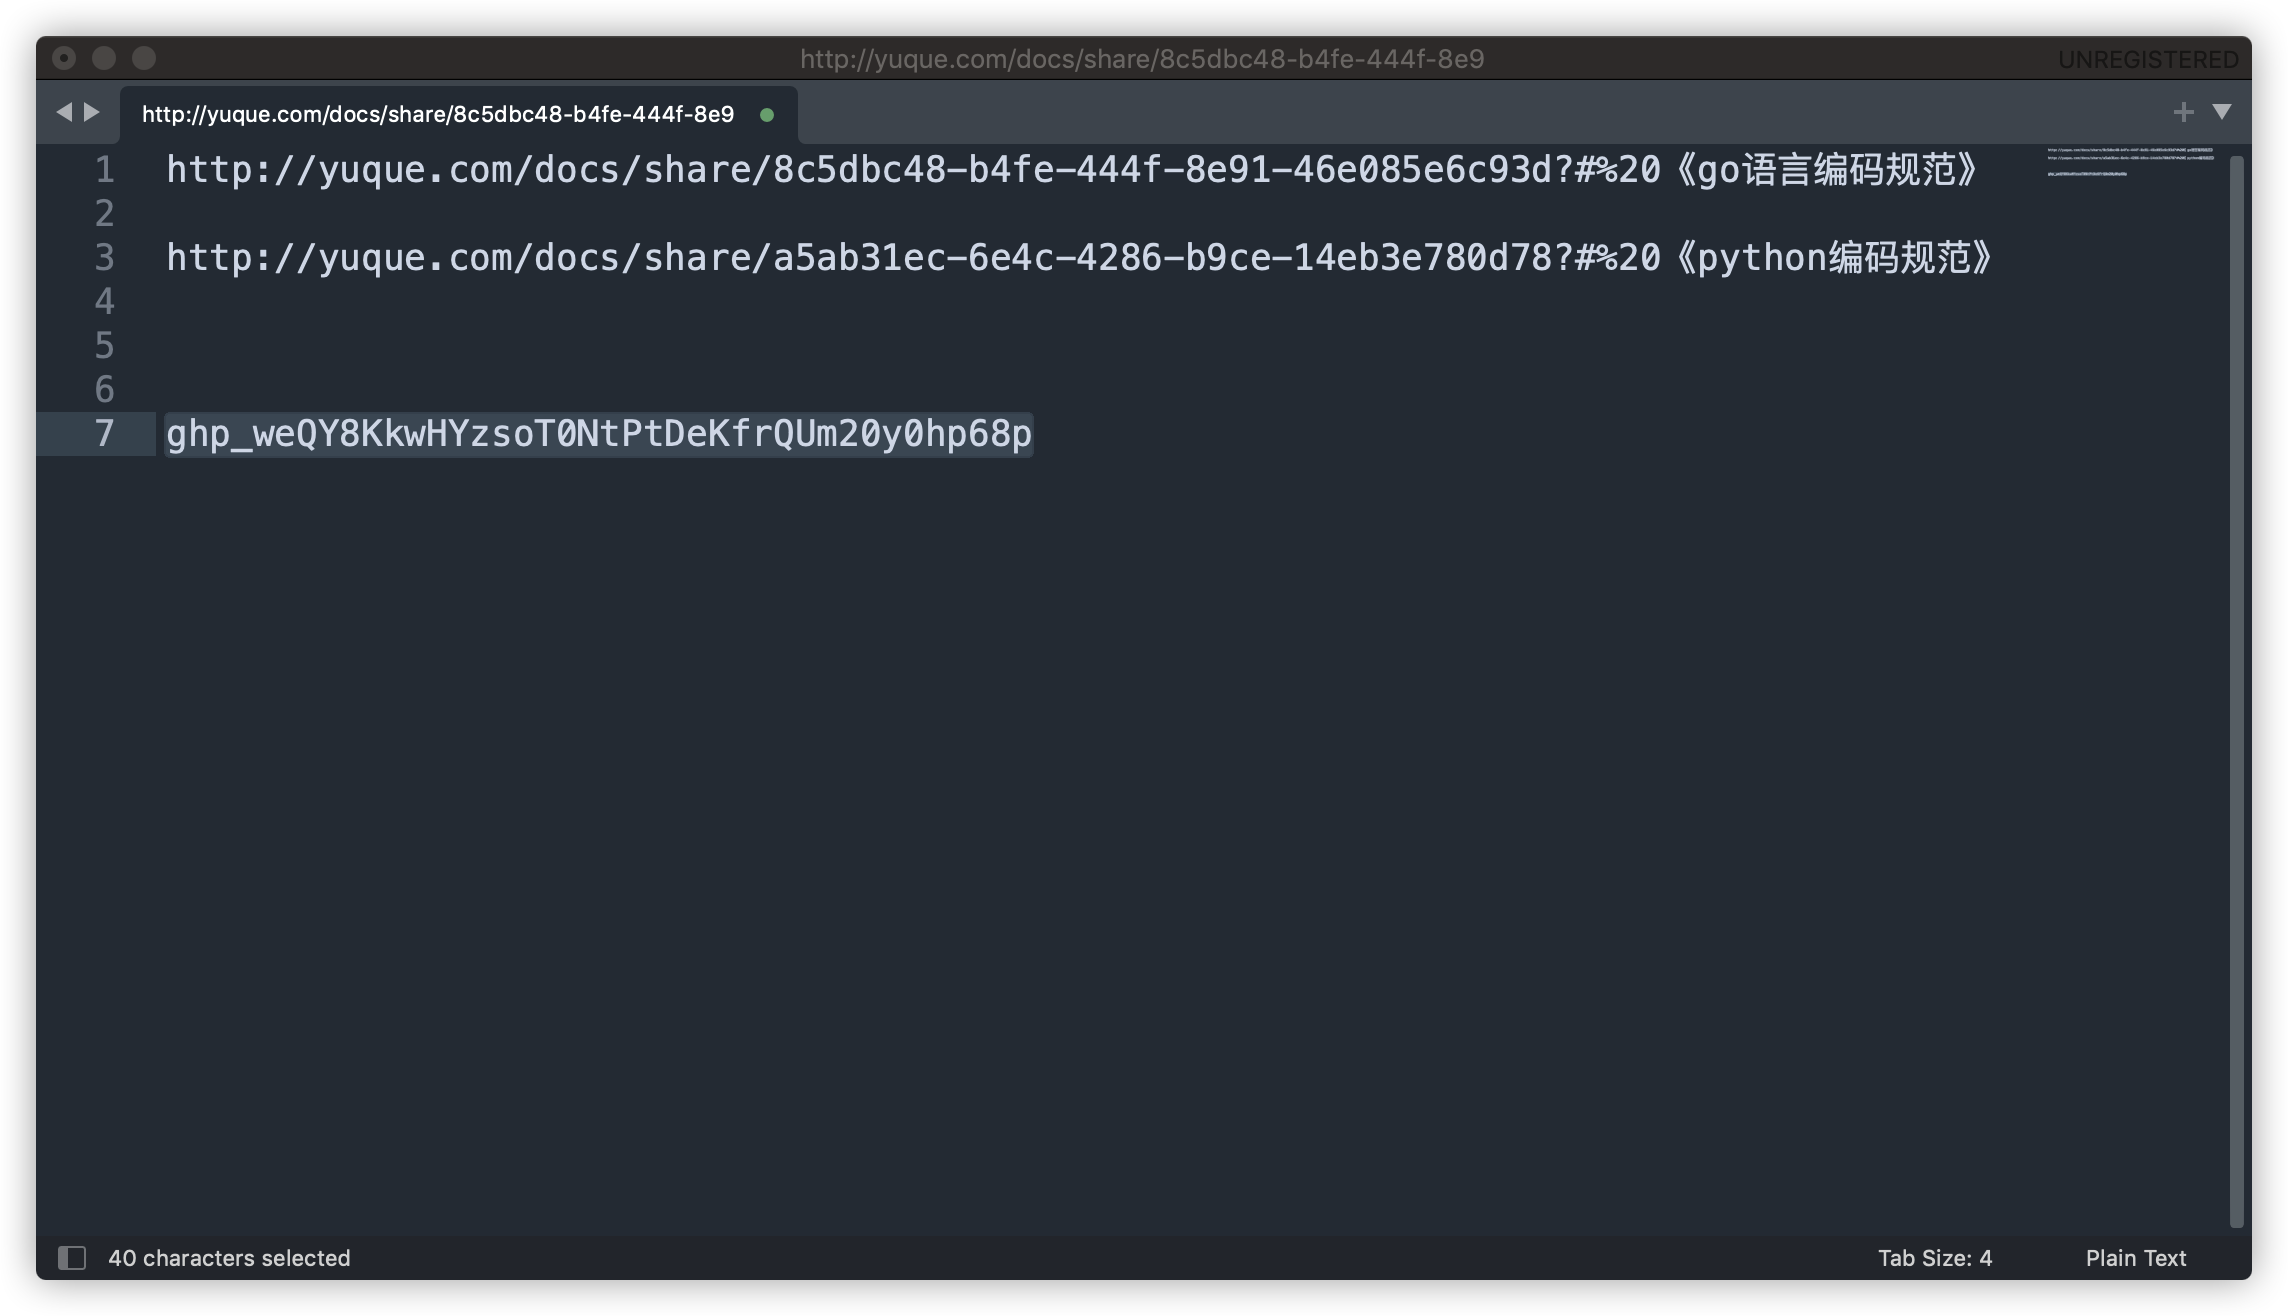 http://yuque.com/docs/share/8c5dbc48-b4fe-444f-8e9
UNREGISTERED
http://yuque.com/docs/share/8c5dbc48-b4fe-444f-8e9
1 http://yuque.com/docs/share/8c5dbc48-b4fe-444f-8e91-46e085e6c93d?#%20《go语言编码规范》
2
3 http://yuque.com/docs/share/a5ab31ec-6e4c-4286-b9ce-14eb3e780d78?#%20《python编码规范》
4
5
6
7 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
40 characters selected
Tab Size: 4
Plain Text